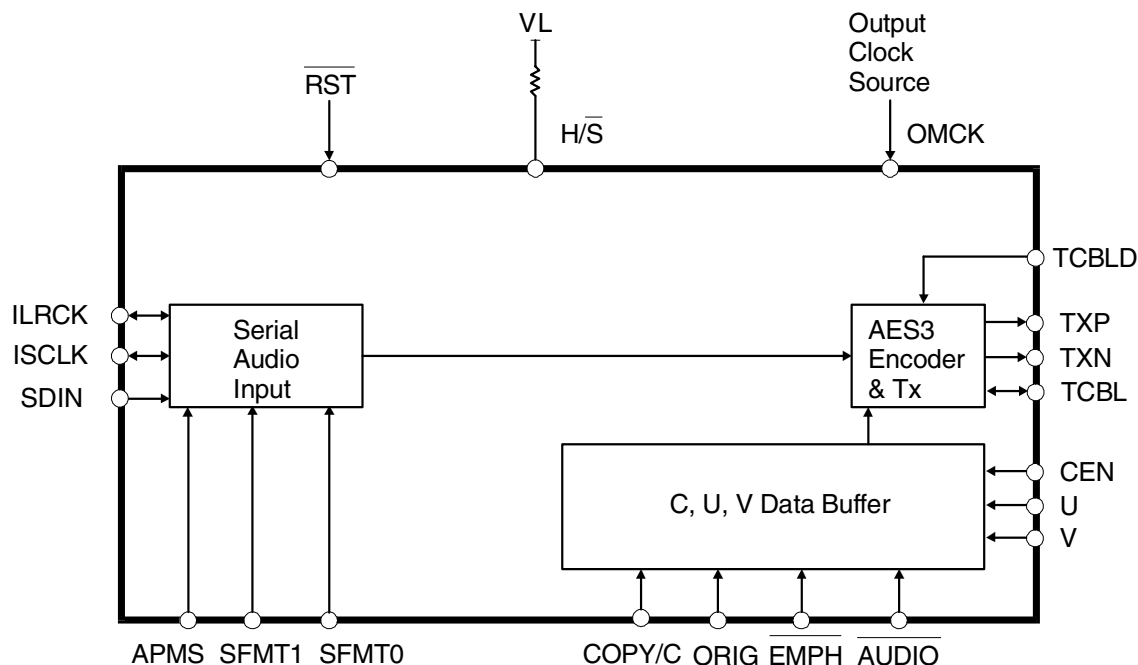 VL
Output
Clock
Source
RST
H/S
OMCK
TCBLD
ILRCK
ISCLK
SDIN
Serial
Audio
Input
AES3
Encoder
& Tx
TXP
TXN
TCBL
C, U, V Data Buffer
CEN
U
V
APMS SFMT1 SFMT0 COPY/C ORIG EMPH AUDIO